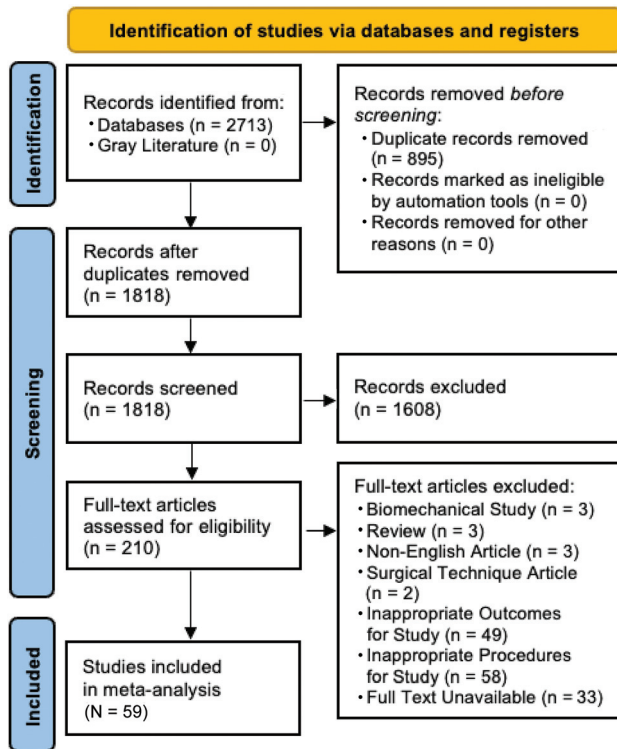 Identification of studies via databases and registers
Identification
Records identified from:
• Databases (n = 2713)
• Gray Literature (n = 0)
Records removed before
screening:
• Duplicate records removed
(n = 895)
• Records marked as ineligible
by automation tools (n = 0)
• Records removed for other
reasons (n = 0)
Screening
Records after
duplicates removed
(n = 1818)
Records screened
(n = 1818)
Records excluded
(n = 1608)
Full-text articles
assessed for eligibility
(n = 210)
Full-text articles excluded:
• Biomechanical Study (n = 3)
• Review (n = 3)
• Non-English Article (n = 3)
• Surgical Technique Article
(n = 2)
• Inappropriate Outcomes
for Study (n = 49)
• Inappropriate Procedures
for Study (n = 58)
• Full Text Unavailable (n = 33)
Included
Studies included
in meta-analysis
(N = 59)